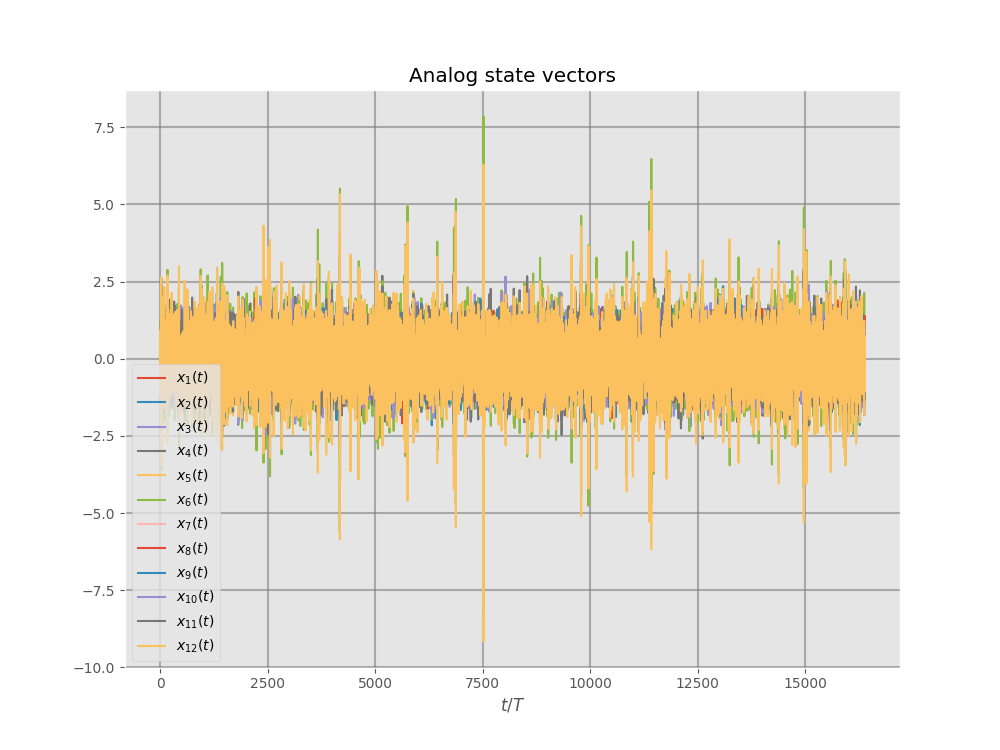 Analog state vectors
7.5
5.0
2.5
0.0
−2.5
−5.0
−7.5
−10.0
x₁(t)
x₂(t)
x₃(t)
x₄(t)
x₅(t)
x₆(t)
x₇(t)
x₈(t)
x₉(t)
x₁₀(t)
x₁₁(t)
x₁₂(t)
0 2500 5000 7500 10000 12500 15000
t/T